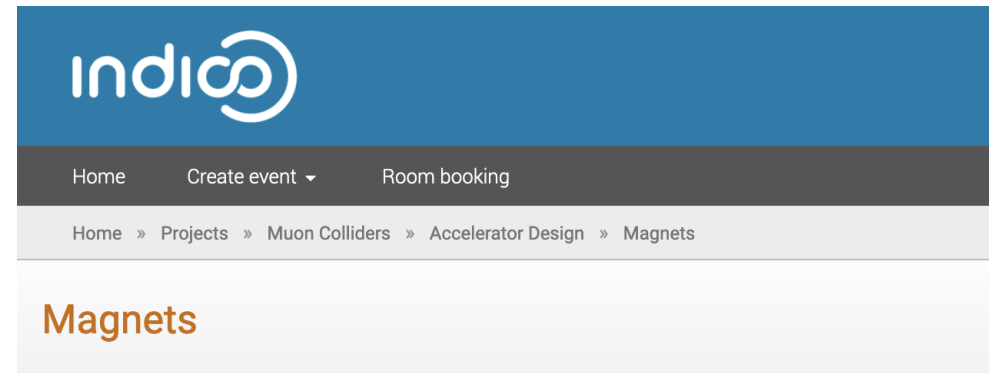 indico
Home Create event Room booking
Home » Projects » Muon Colliders » Accelerator Design » Magnets
Magnets